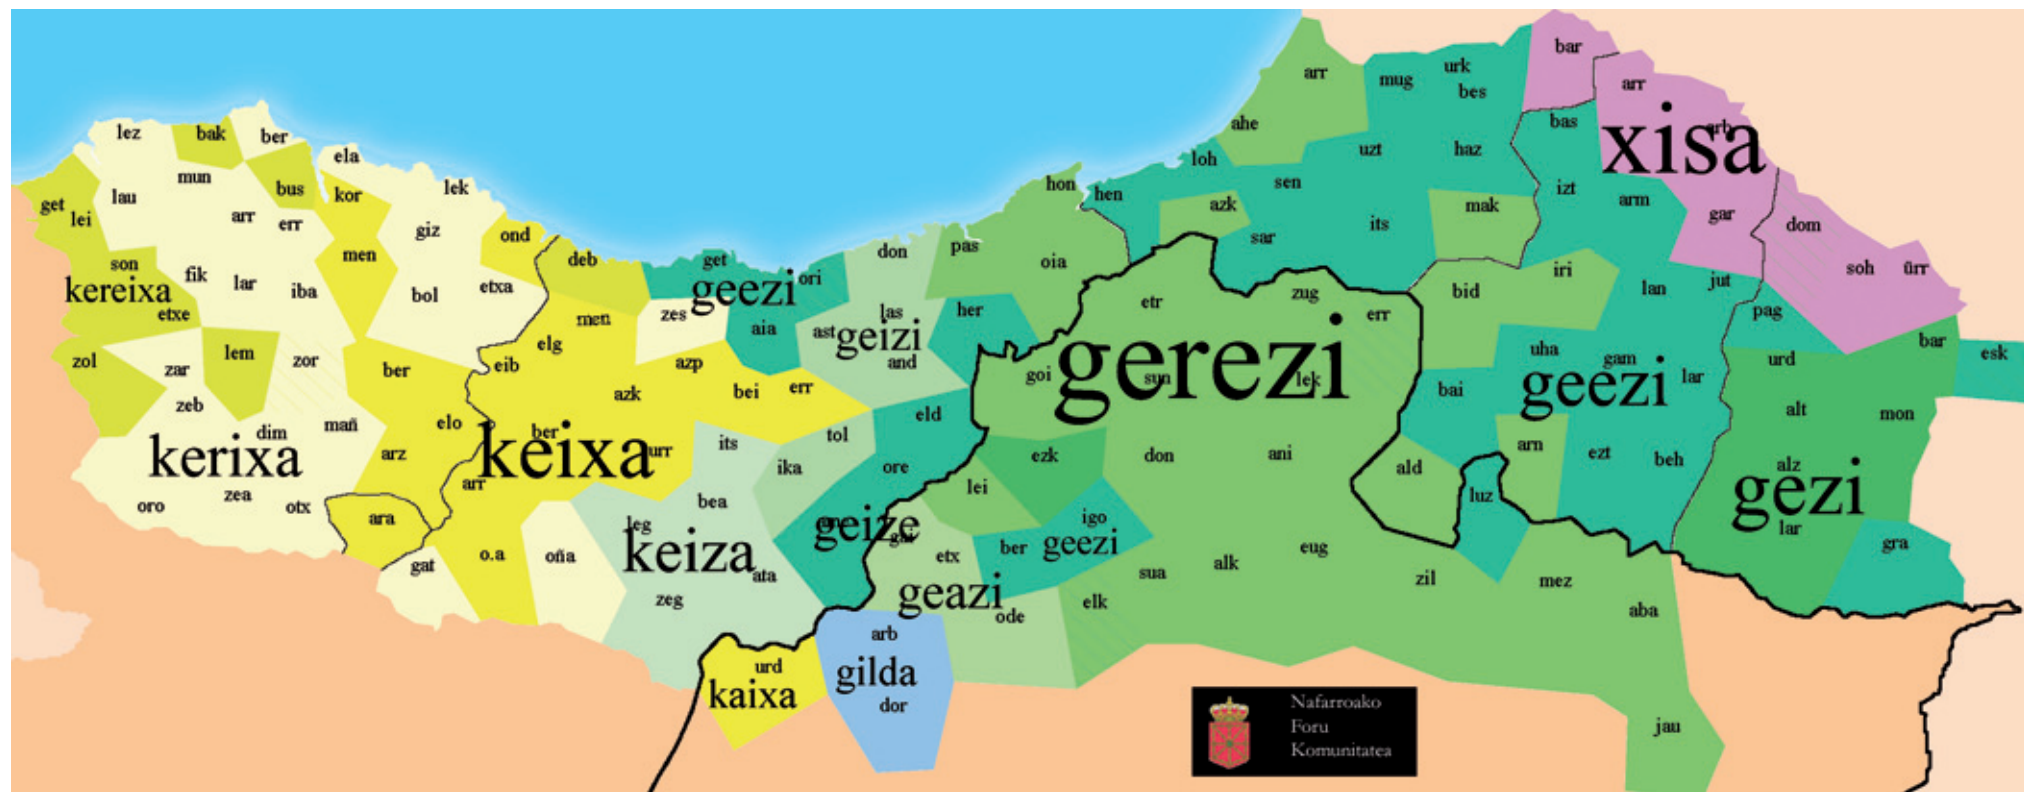 bar
arr
mug
urk
bes
arr
lez
bak
ber
ahe
bas
xisa
arb
ela
mun
loh
uzt
haz
lau
bus
kor
lek
hon
hen
sen
izt
arm
get
lei
arr
err
giz
azk
mak
gar
dom
men
ond
pas
sar
its
son
fik
lar
iba
bol
etxa
deb
get
don
oia
iri
soh
ürr
kereixa
etxe
geezi
ori
bid
lan
jut
zes
men
aia
las
her
etr
zug
err
pag
zol
zar
lem
zor
ber
elg
eib
azp
ast
geizi
and
goi
gerezi
sun
lek
uha
gam
lar
urd
bar
esk
zeb
azk
bei
err
bai
geezi
alt
mon
dim
mañ
elo
ber
eld
kerixa
arz
keixa
urr
its
tol
ika
ore
ezk
don
ani
ald
arn
ezt
beh
alz
oro
zea
otx
arr
bea
lei
luz
gezi
lar
ara
leg
geize
igo
keiza
etx
ber
geezi
gra
gat
o.a
oña
ata
sua
alk
eug
zil
mez
zeg
geazi
ode
elk
aba
arb
urd
kaixa
gilda
dor
jau
Nafarroako
Foru
Komunitatea